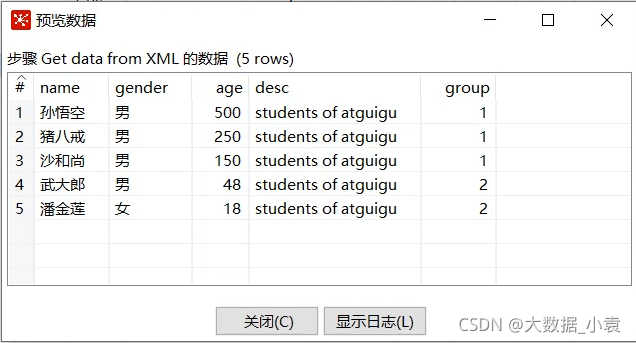 预览数据
步骤 Get data from XML 的数据 (5 rows)
# name gender age desc group
1 孙悟空 男 500 students of atguigu 1
2 猪八戒 男 250 students of atguigu 1
3 沙和尚 男 150 students of atguigu 1
4 武大郎 男 48 students of atguigu 2
5 潘金莲 女 18 students of atguigu 2
关闭(C) 显示日志(L)
CSDN @大数据_小袁